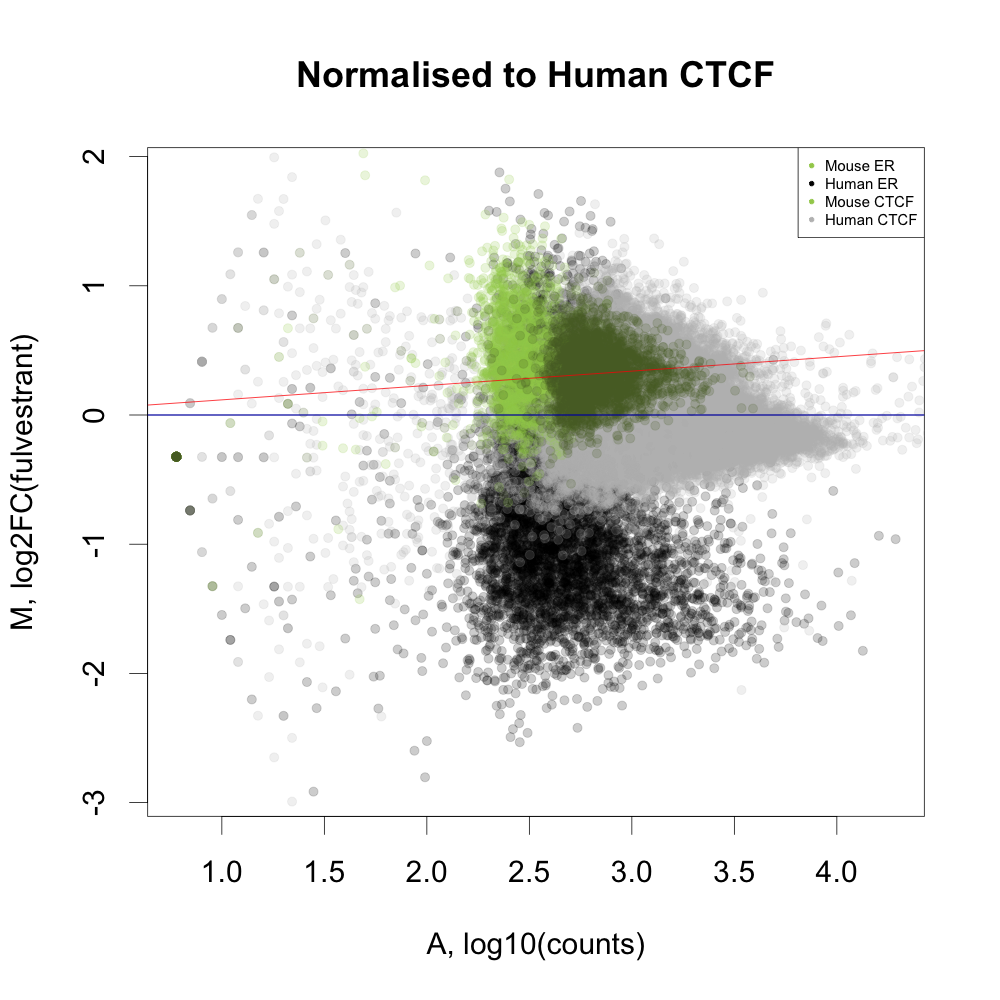 Normalised to Human CTCF
Mouse ER
Human ER
Mouse CTCF
Human CTCF
2
1
0
-1
-2
-3
M, log2FC(fulvestrant)
1.0 1.5 2.0 2.5 3.0 3.5 4.0
A, log10(counts)